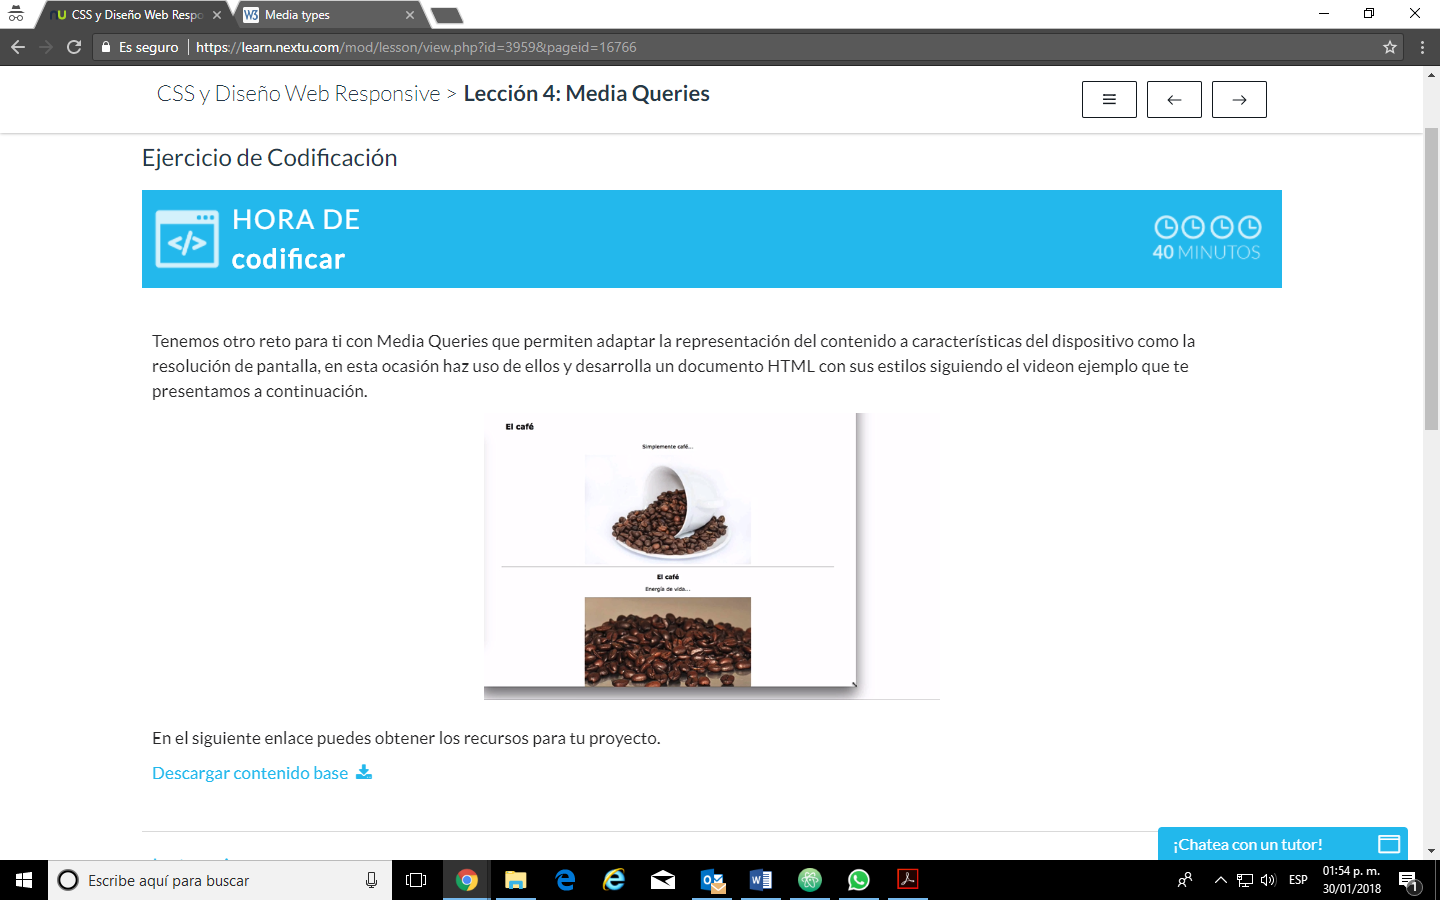 CSS y Diseño Web Respo
W3 Media types
Es seguro https://learn.nextu.com/mod/lesson/view.php?id=3959&pageid=16766
CSS y Diseño Web Responsive > Lección 4: Media Queries
Ejercicio de Codificación
HORA DE
codificar
40 MINUTOS
Tenemos otro reto para ti con Media Queries que permiten adaptar la representación del contenido a características del dispositivo como la
resolución de pantalla, en esta ocasión haz uso de ellos y desarrolla un documento HTML con sus estilos siguiendo el videon ejemplo que te
presentamos a continuación.
El café
Simplemente café...
El café
Energía de vida...
En el siguiente enlace puedes obtener los recursos para tu proyecto.
Descargar contenido base
¡Chatea con un tutor!
Escribe aquí para buscar
ESP
01:54 p. m.
30/01/2018
1